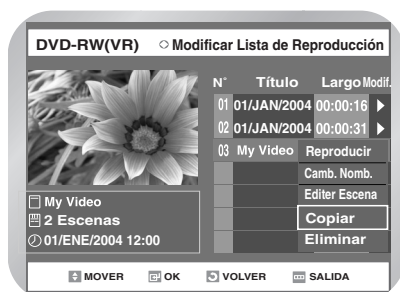 DVD-RW(VR) Modificar Lista de Reproducción
N° Título Largo Modif.
01 01/JAN/2004 00:00:16
02 01/JAN/2004 00:00:31
03 My Video
Reproducir
Camb. Nomb.
Editer Escena
Copiar
Eliminar
My Video
2 Escenas
01/ENE/2004 12:00
MOVER OK VOLVER SALIDA